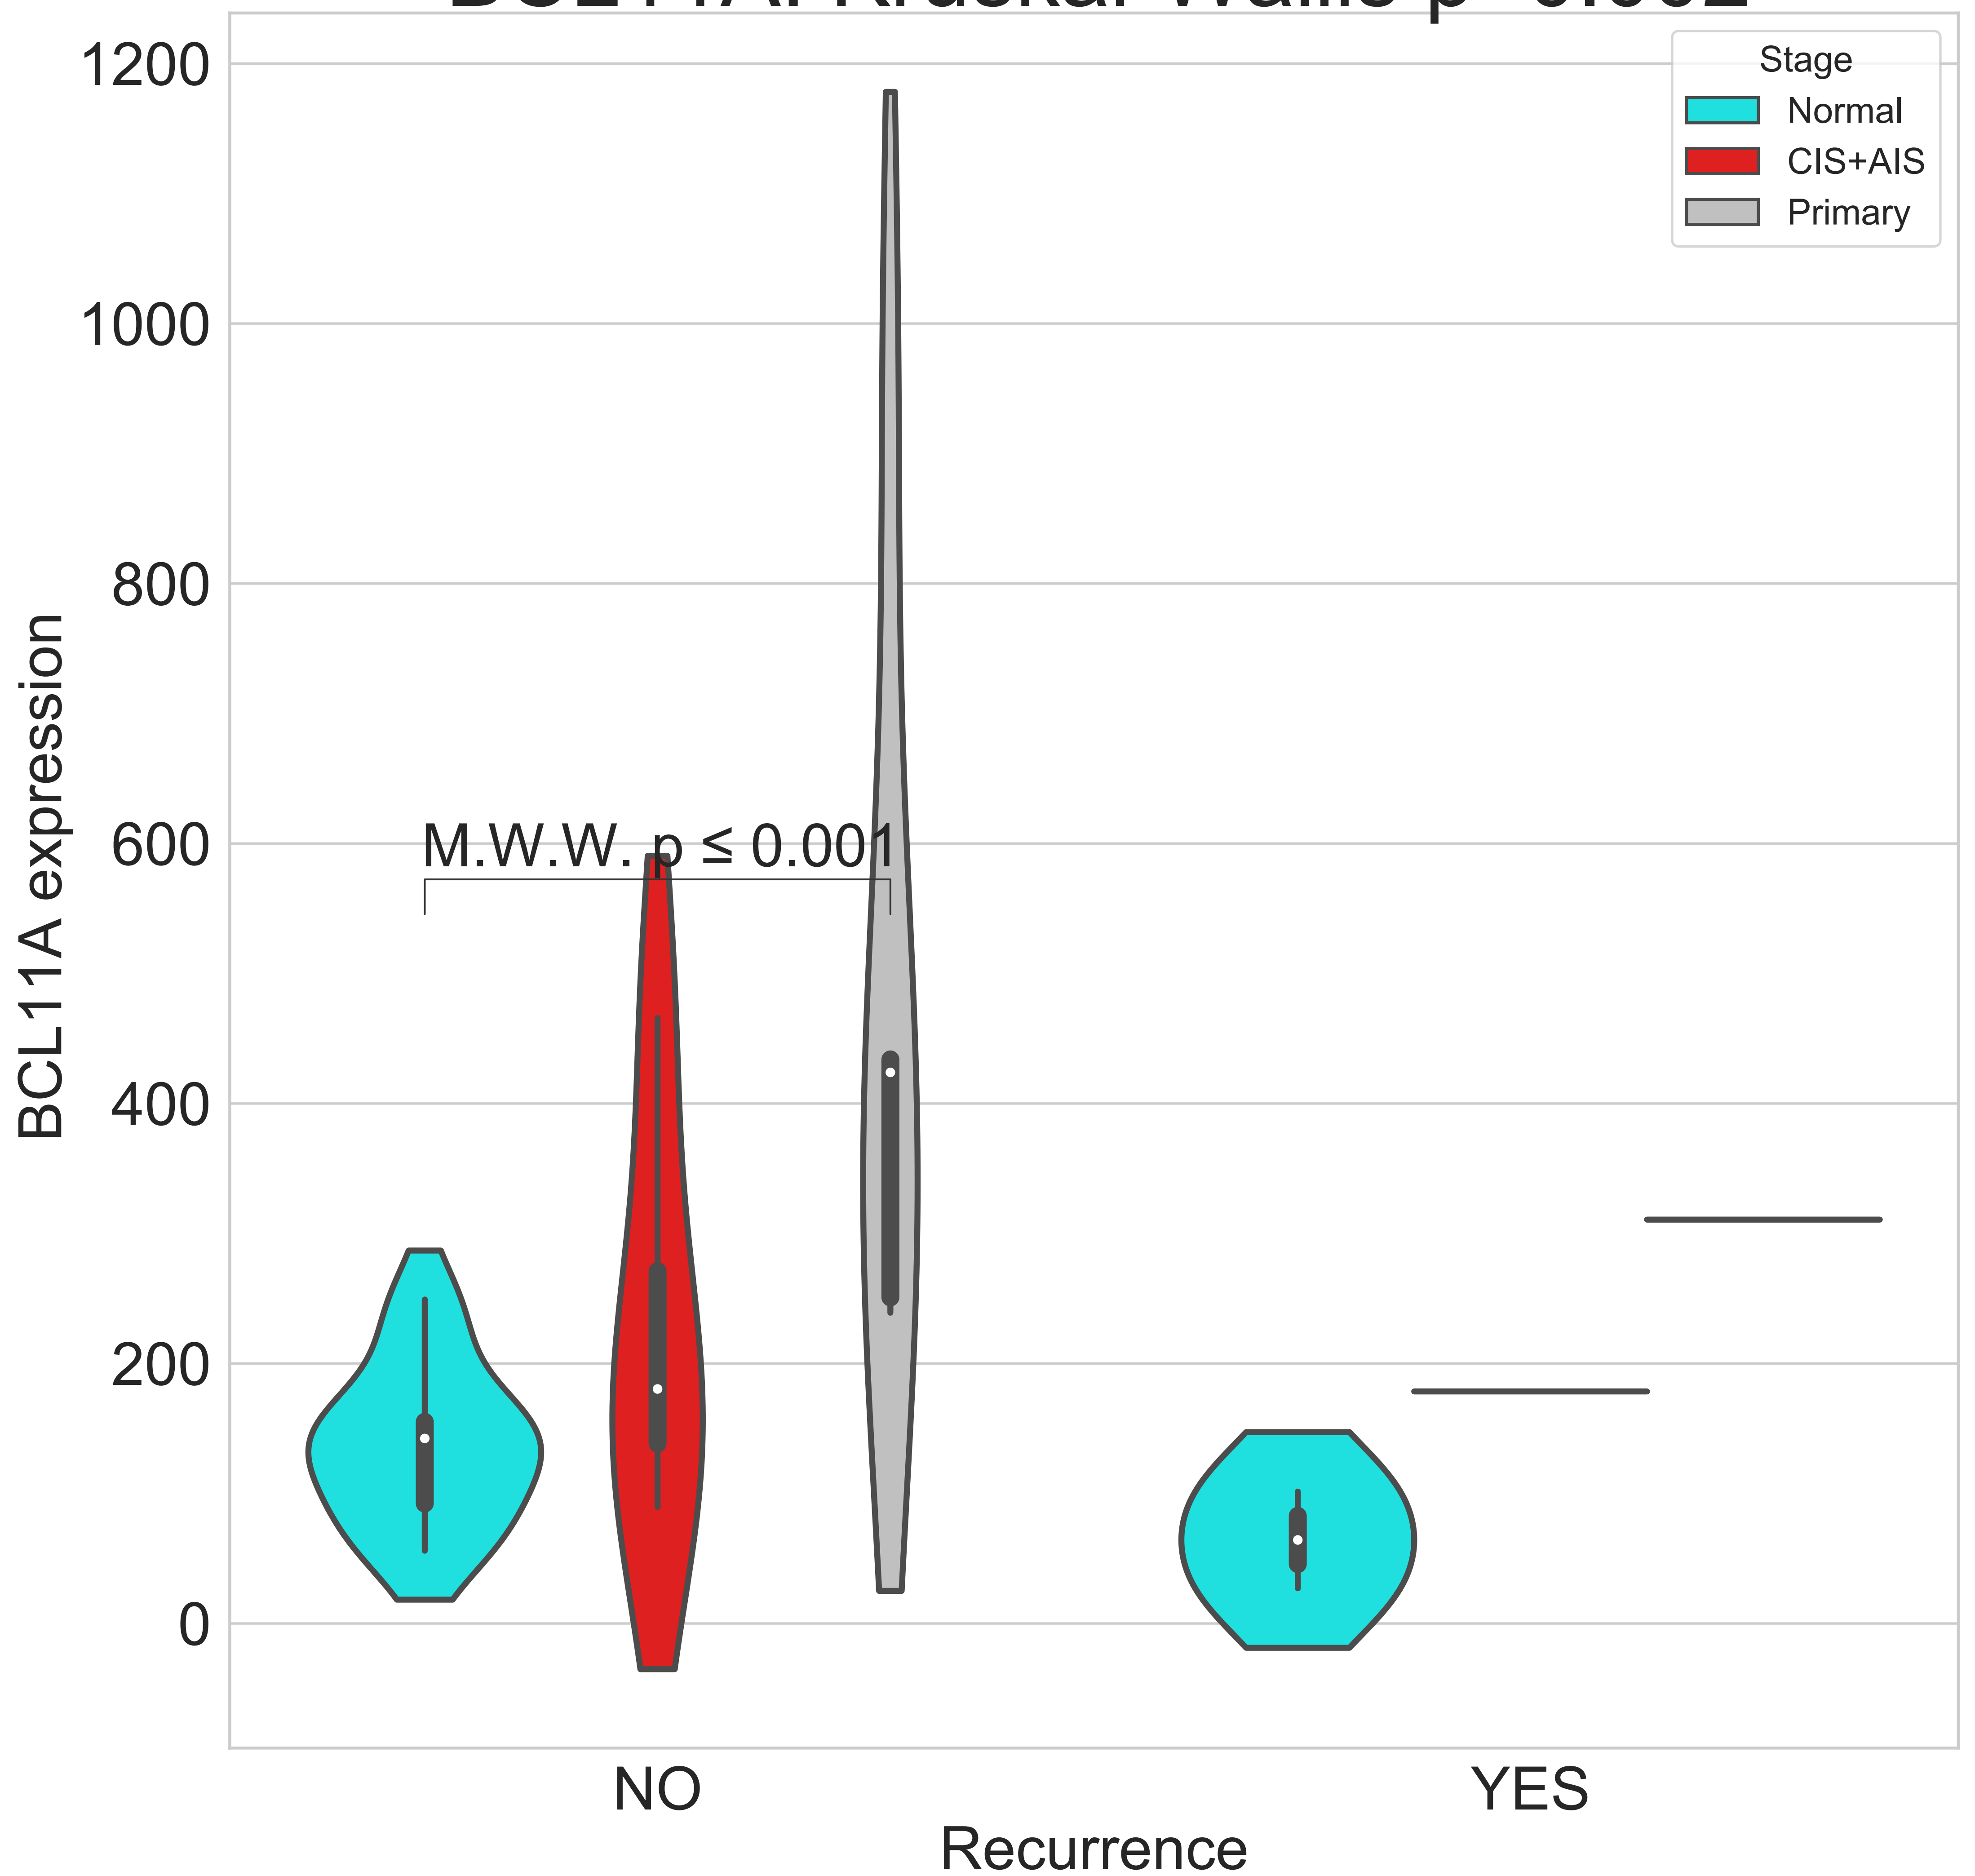 Stage
Normal
CIS+AIS
Primary
1200
1000
800
600
400
200
0
BCL11A expression
M.W.W. p ≤ 0.001
NO
YES
Recurrence